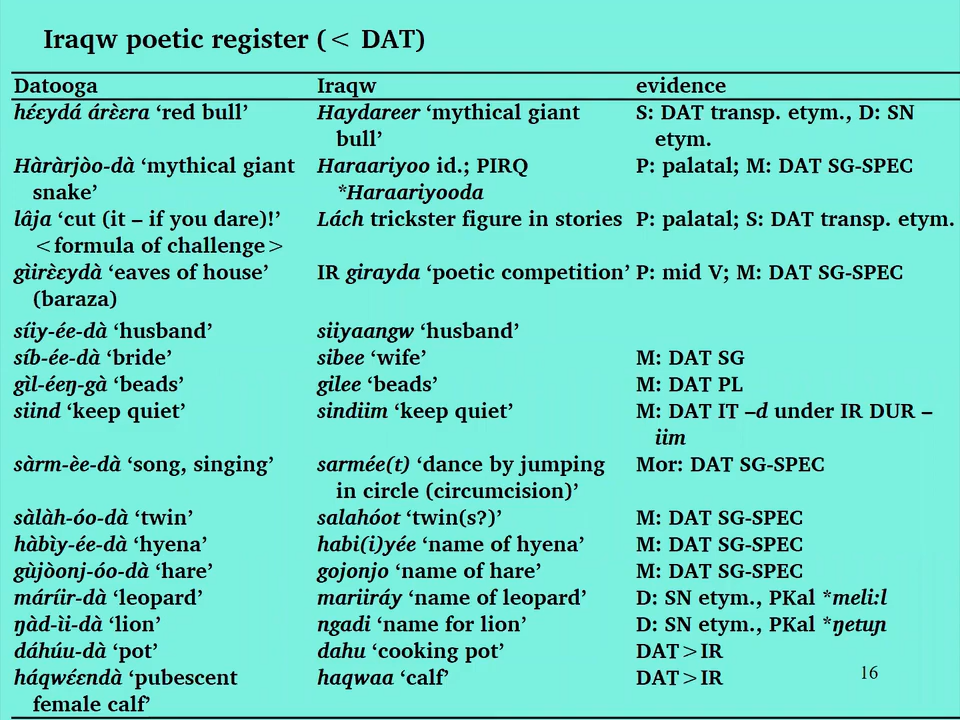 Iraqw poetic register (< DAT)
Datooga Iraqw evidence
hɛ́ɛydá árɛ̀ɛra ‘red bull’ Haydareer ‘mythical giant S: DAT transp. etym., D: SN
bull’ etym.
Hàràrjòo-dà ‘mythical giant Haraariyoo id.; PIRQ P: palatal; M: DAT SG-SPEC
snake’ *Haraariyooda
lâja ‘cut (it – if you dare)!’ Lách trickster figure in stories P: palatal; S: DAT transp. etym.
<formula of challenge>
gìirɛ̀ɛydà ‘eaves of house’ IR girayda ‘poetic competition’ P: mid V; M: DAT SG-SPEC
(baraza)
síiy-ée-dà ‘husband’ siiyaangw ‘husband’
síb-ée-dà ‘bride’ sibee ‘wife’ M: DAT SG
gìl-éeŋ-gà ‘beads’ gilee ‘beads’ M: DAT PL
siind ‘keep quiet’ sindiim ‘keep quiet’ M: DAT IT –d under IR DUR –
iim
sàrm-èe-dà ‘song, singing’ sarmée(t) ‘dance by jumping Mor: DAT SG-SPEC
in circle (circumcision)’
sàlàh-óo-dà ‘twin’ salahóot ‘twin(s?)’ M: DAT SG-SPEC
hàbìy-ée-dà ‘hyena’ habi(i)yée ‘name of hyena’ M: DAT SG-SPEC
gùjòonj-óo-dà ‘hare’ gojonjo ‘name of hare’ M: DAT SG-SPEC
máríir-dà ‘leopard’ mariiráy ‘name of leopard’ D: SN etym., PKal *meli:l
ŋàd-ìi-dà ‘lion’ ngadi ‘name for lion’ D: SN etym., PKal *ŋetuɲ
dáhúu-dà ‘pot’ dahu ‘cooking pot’ DAT>IR
háqwɛ́ɛndà ‘pubescent haqwaa ‘calf’ DAT>IR 16
female calf’